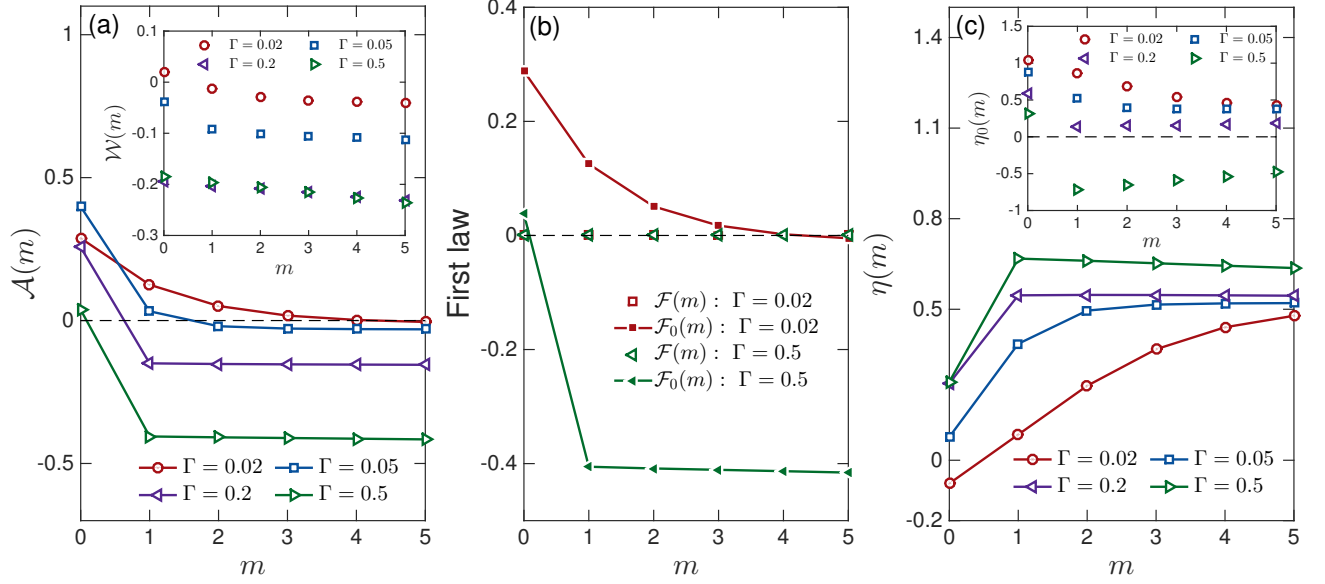 (a)
1
0.5
0
-0.5
𝒜(m)
0 1 2 3 4 5
m
Γ = 0.02 Γ = 0.05
Γ = 0.2 Γ = 0.5
0.1
0
-0.1
-0.2
-0.3
𝒲(m)
0 1 2 3 4 5
m
Γ = 0.02 Γ = 0.05
Γ = 0.2 Γ = 0.5
(b)
0.4
0.2
0
-0.2
-0.4
First law
0 1 2 3 4 5
m
ℱ(m) : Γ = 0.02
ℱ₀(m) : Γ = 0.02
ℱ(m) : Γ = 0.5
ℱ₀(m) : Γ = 0.5
(c)
1.4
1.1
0.8
0.5
0
-0.2
η(m)
0 1 2 3 4 5
m
Γ = 0.02 Γ = 0.05
Γ = 0.2 Γ = 0.5
1.5
1
0.5
0
-0.5
-1
η₀(m)
0 1 2 3 4 5
m
Γ = 0.02 Γ = 0.05
Γ = 0.2 Γ = 0.5